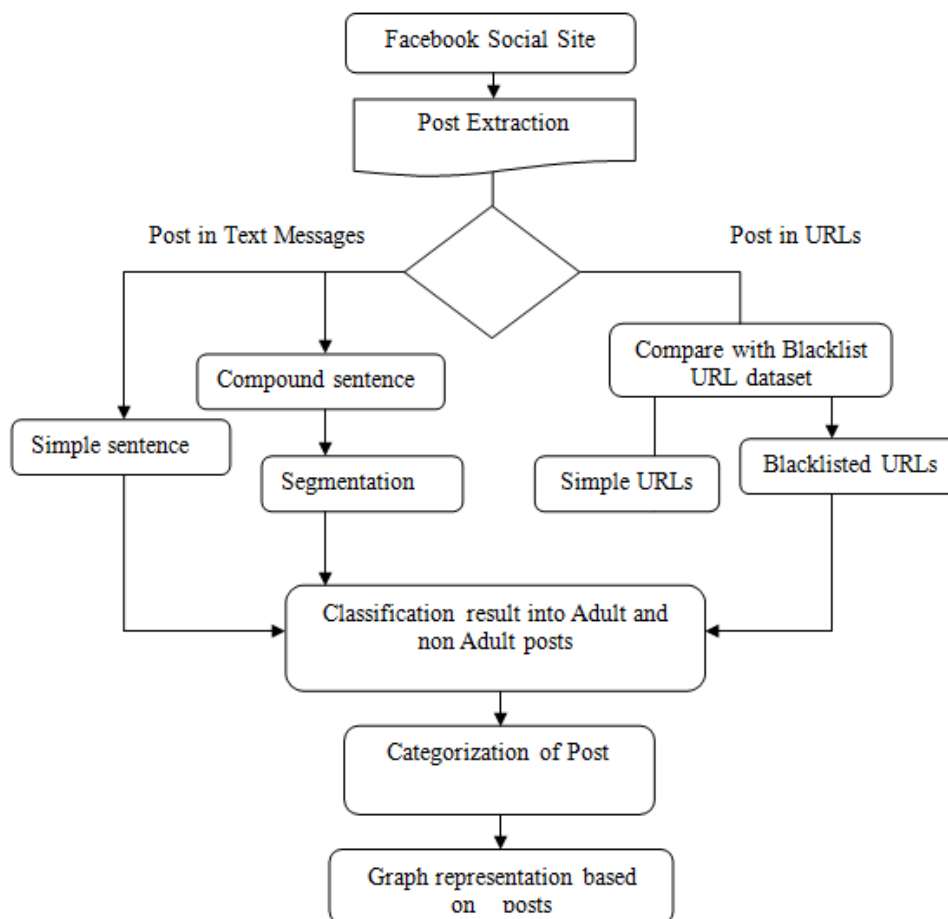 Facebook Social Site
Post Extraction
Post in Text Messages
Post in URLs
Compound sentence
Compare with Blacklist
URL dataset
Simple sentence
Segmentation
Simple URLs
Blacklisted URLs
Classification result into Adult and
non Adult posts
Categorization of Post
Graph representation based
on posts